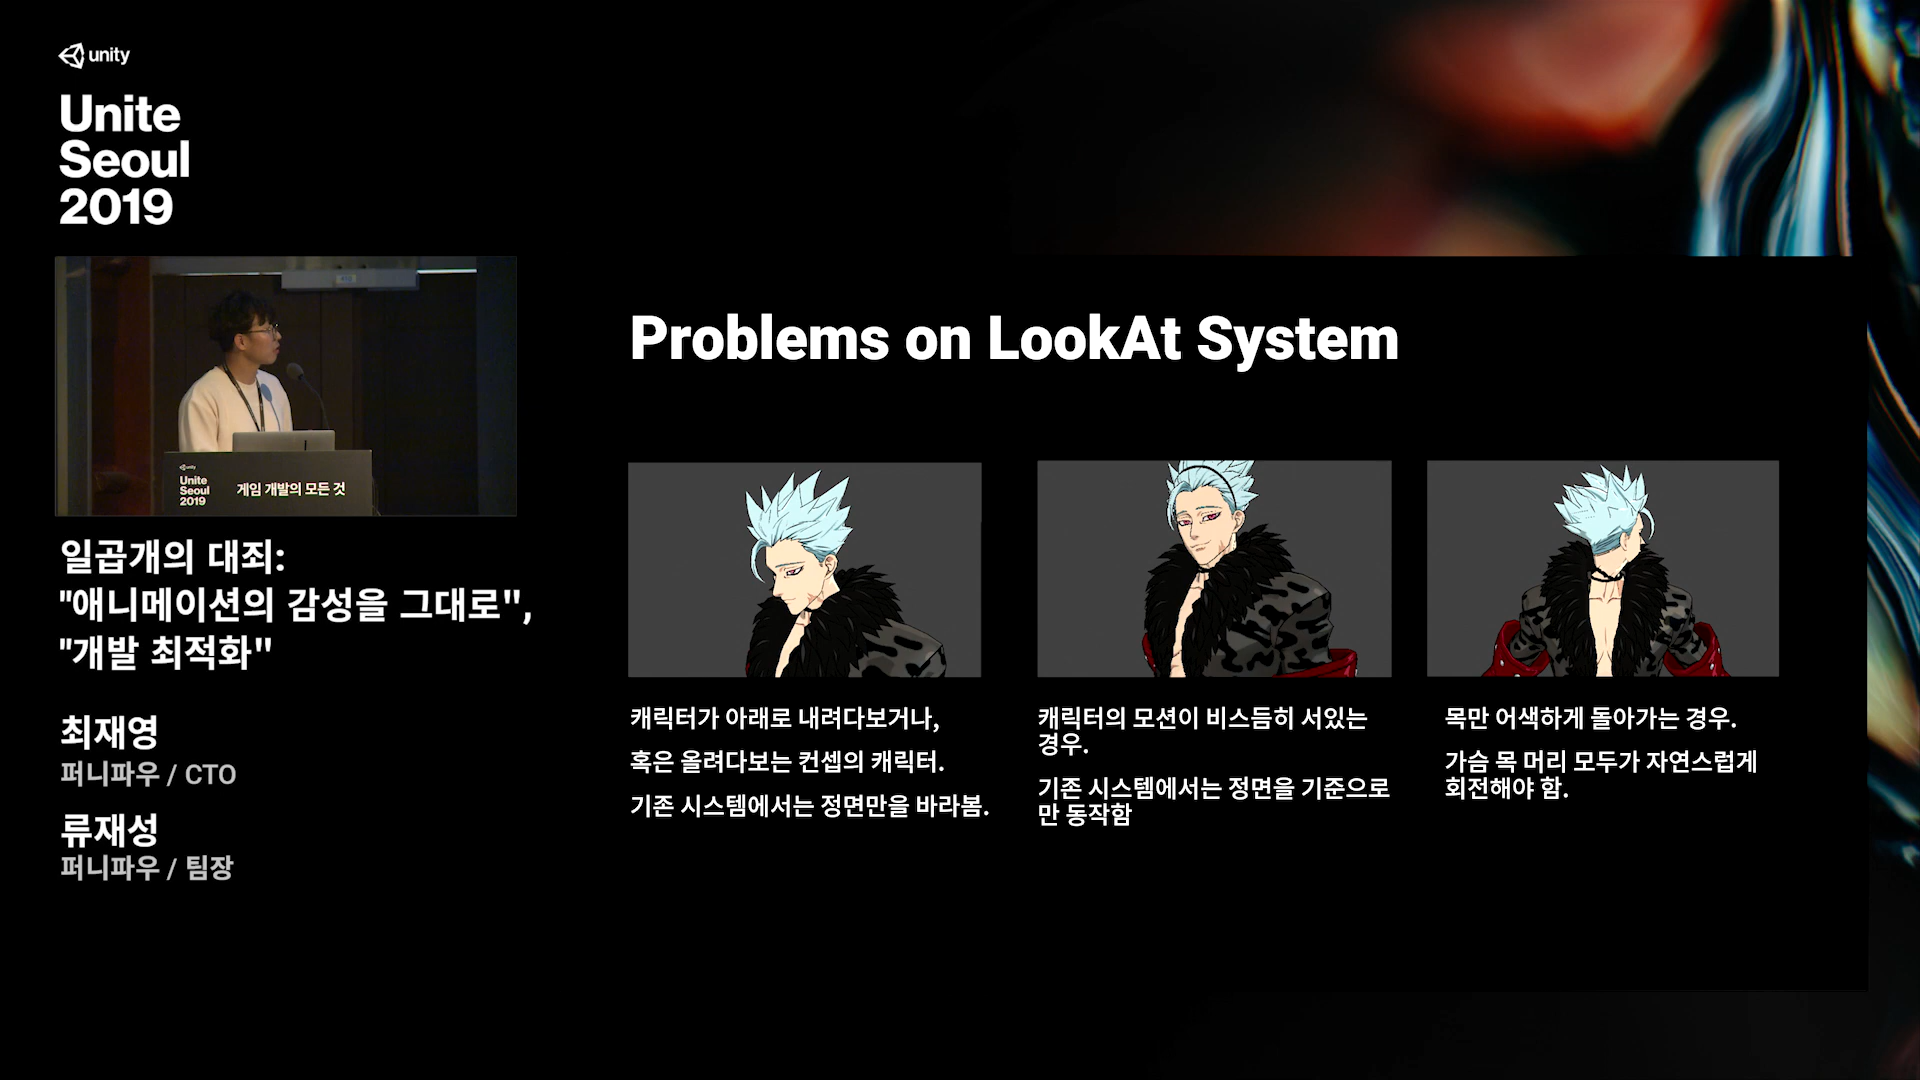 unity
Unite
Seoul
2019
unity
Unite
Seoul
2019
게임 개발의 모든 것
일곱개의 대죄:
"애니메이션의 감성을 그대로",
"개발 최적화"
최재영
퍼니파우 / CTO
류재성
퍼니파우 / 팀장
Problems on LookAt System
캐릭터가 아래로 내려다보거나,
혹은 올려다보는 컨셉의 캐릭터.
기존 시스템에서는 정면만을 바라봄.
캐릭터의 모션이 비스듬히 서있는
경우.
기존 시스템에서는 정면을 기준으로
만 동작함
목만 어색하게 돌아가는 경우.
가슴 목 머리 모두가 자연스럽게
회전해야 함.